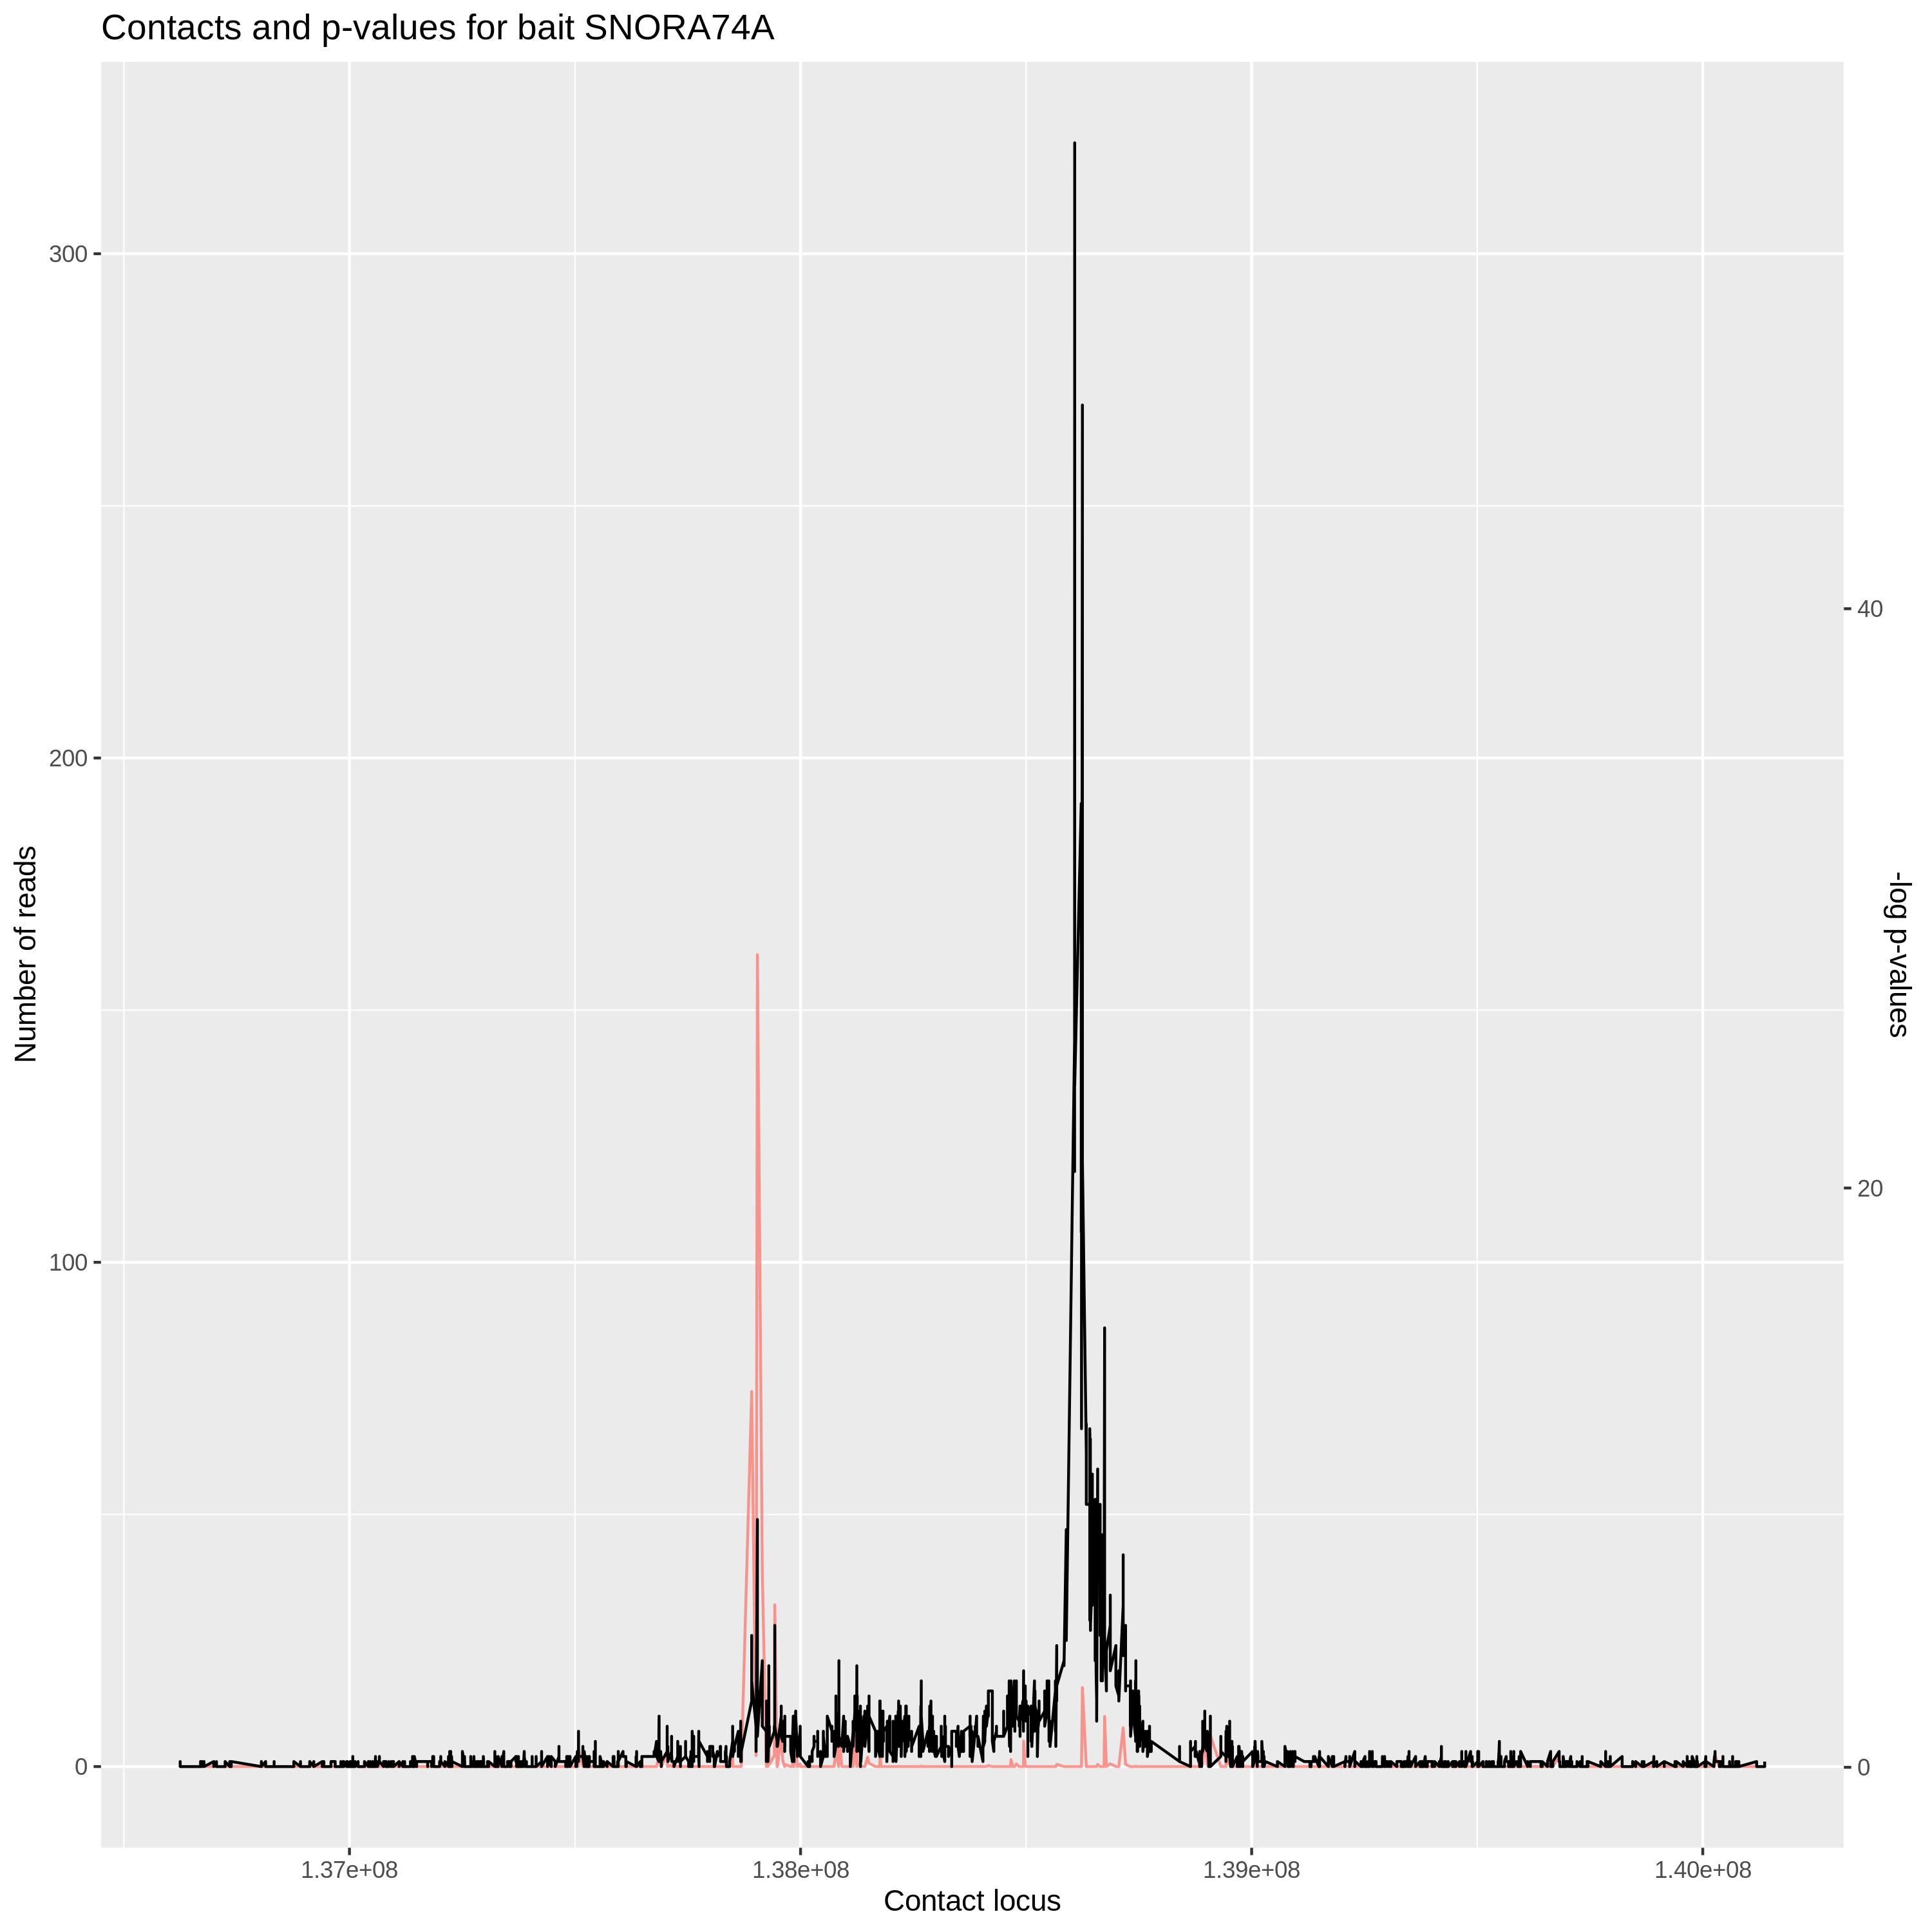 Contacts and p-values for bait SNORA74A
300
200
100
0
Number of reads
40
20
0
-log p-values
1.37e+08
1.38e+08
1.39e+08
1.40e+08
Contact locus